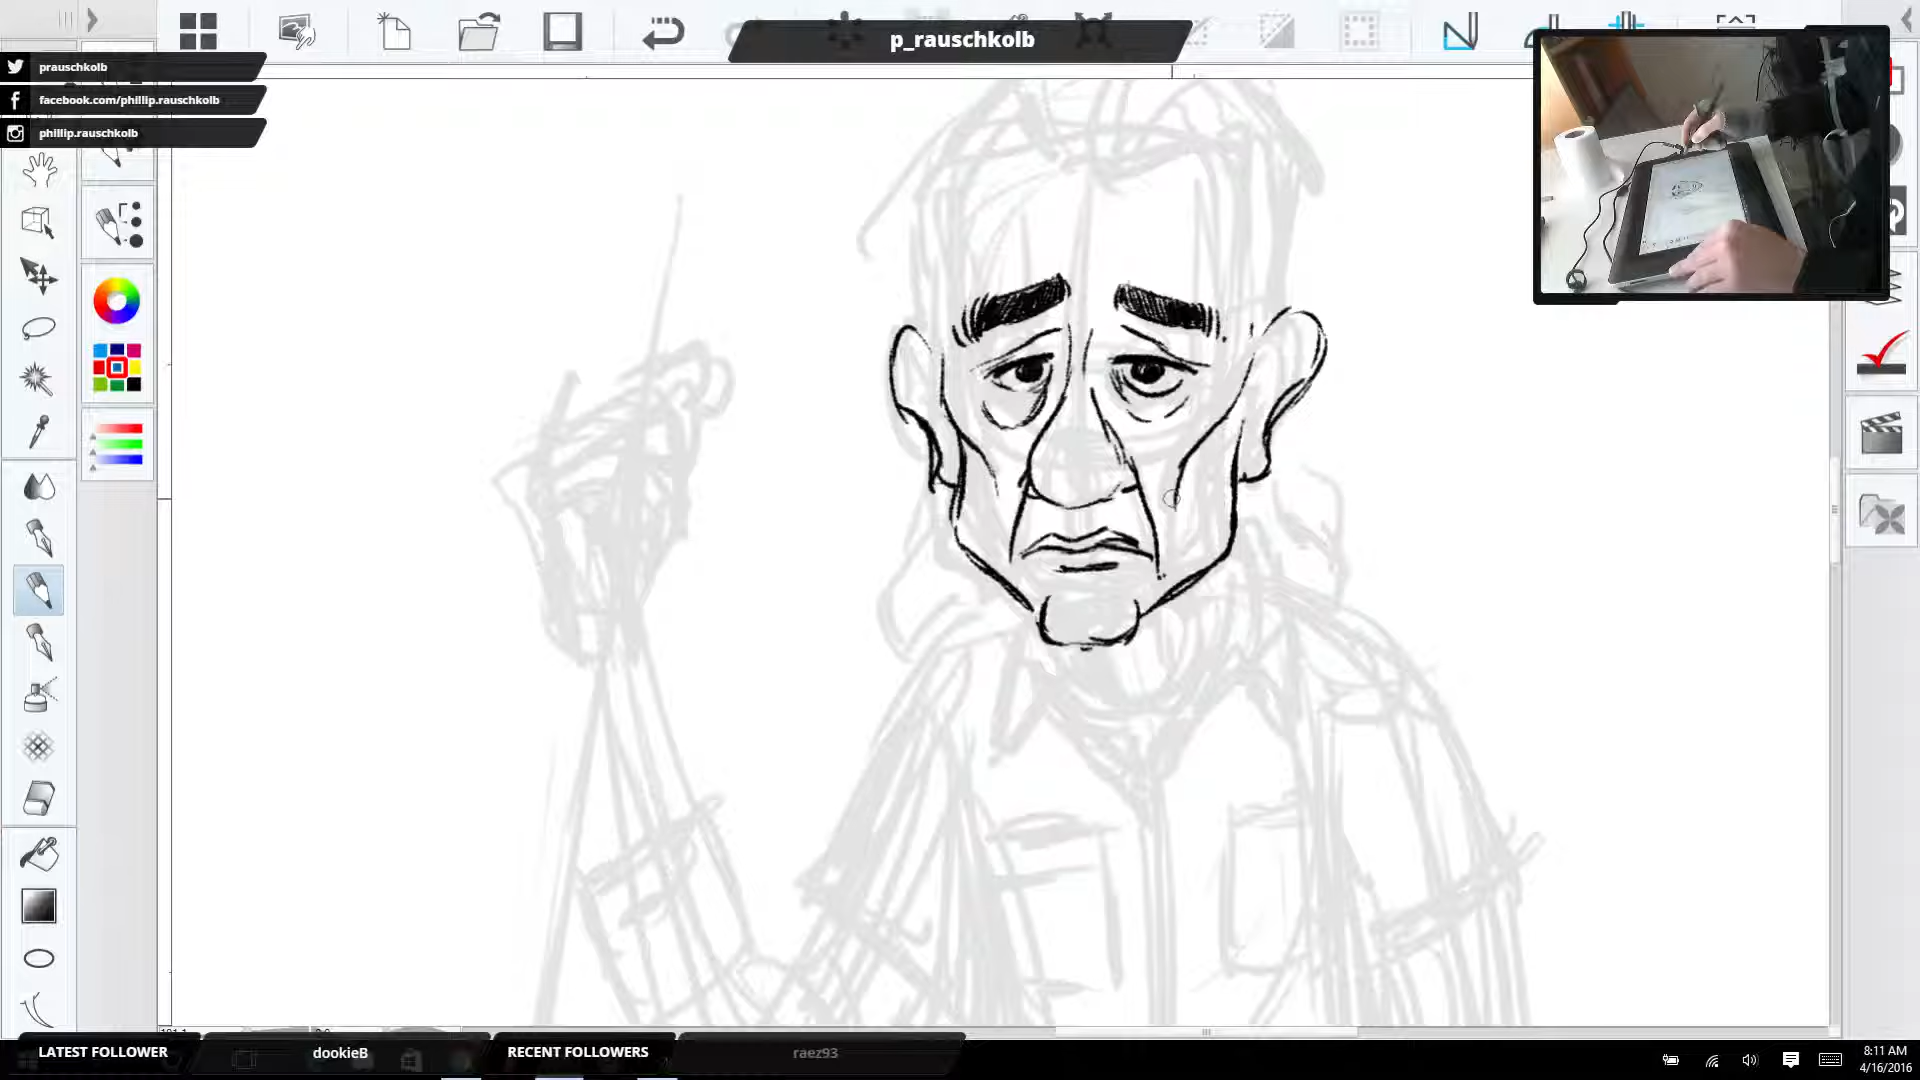 p_rauschkolb
prauschkolb
facebook.com/phillip.rauschkolb
phillip.rauschkolb
LATEST FOLLOWER
dookieB
RECENT FOLLOWERS
raez93
8:11 AM
4/16/2016